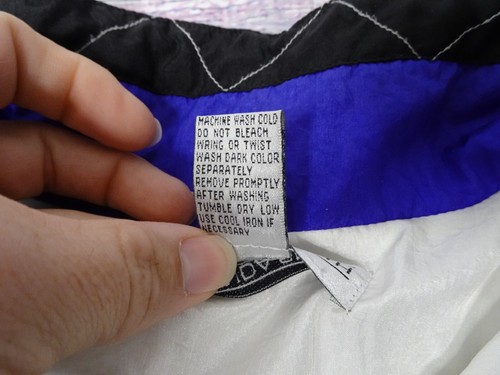 MACHINE WASH COLD
DO NOT BLEACH
WRING OR TWIST
WASH DARK COLOR
SEPARATELY
REMOVE PROMPTLY
AFTER WASHING
TUMBLE DRY LOW
USE COOL IRON IF
NECESSARY